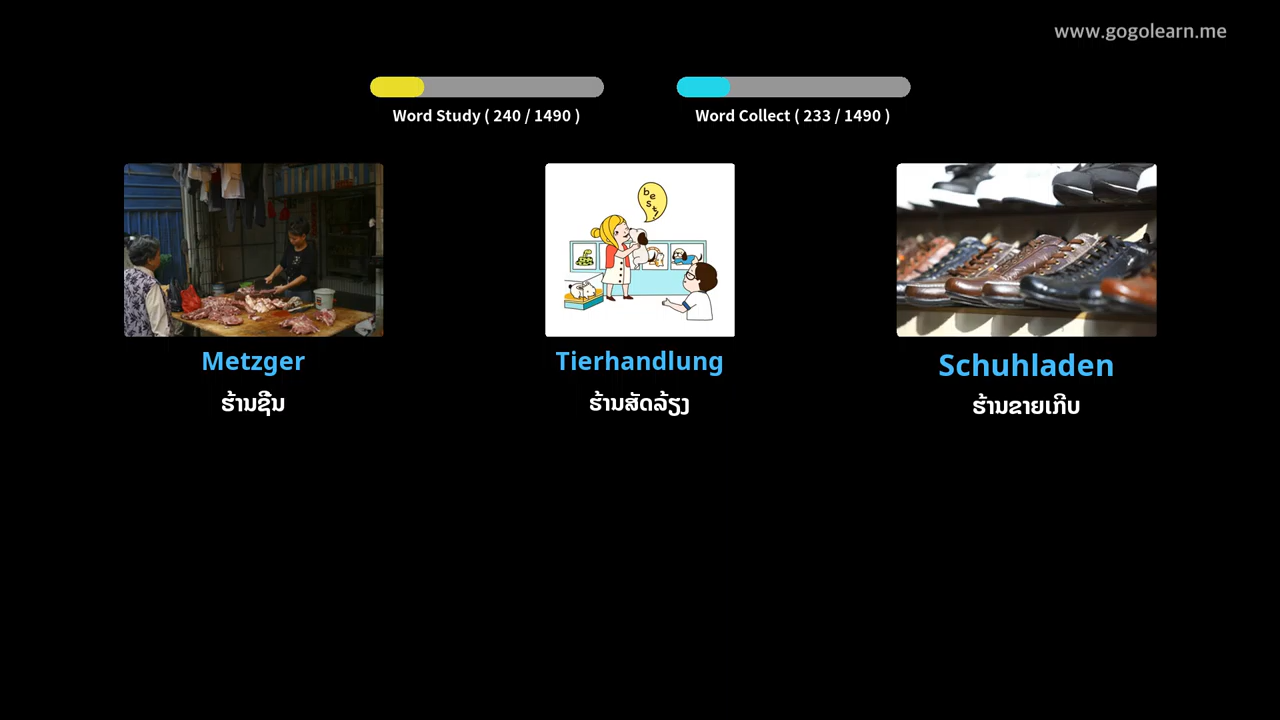 www.gogolearn.me
Word Study ( 240 / 1490 )
Word Collect ( 233 / 1490 )
best
Metzger
Tierhandlung
Schuhladen
ຮ້ານຊີ້ນ
ຮ້ານສັດລ້ຽງ
ຮ້ານຂາຍເກີບ